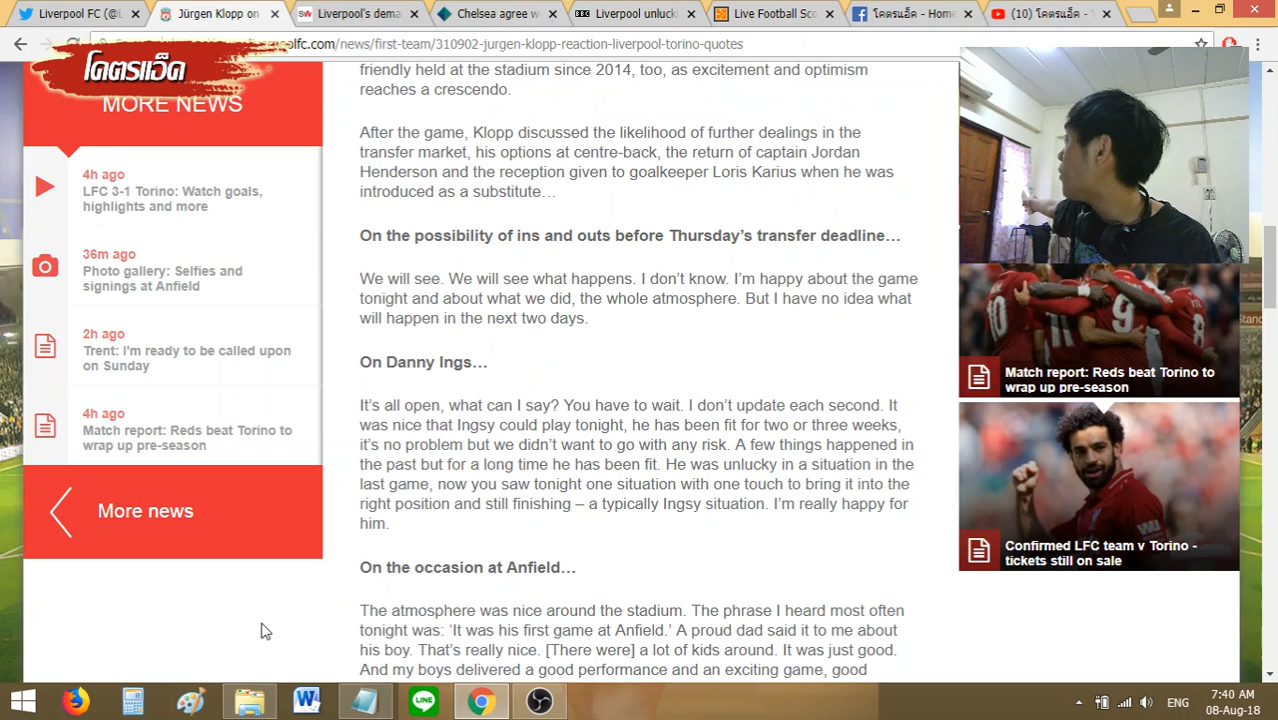 Liverpool FC (@L
Jürgen Klopp on
Liverpool's dema
Chelsea agree w
Liverpool unlucki
Live Football Sco
โคตรแอ็ด - Home
(10) โคตรแอ็ด - Y
olfc.com/news/first-team/310902-jurgen-klopp-reaction-liverpool-torino-quotes
โคตรแอ็ด
MORE NEWS
4h ago
LFC 3-1 Torino: Watch goals,
highlights and more
36m ago
Photo gallery: Selfies and
signings at Anfield
2h ago
Trent: I'm ready to be called upon
on Sunday
4h ago
Match report: Reds beat Torino to
wrap up pre-season
More news
friendly held at the stadium since 2014, too, as excitement and optimism
reaches a crescendo.
After the game, Klopp discussed the likelihood of further dealings in the
transfer market, his options at centre-back, the return of captain Jordan
Henderson and the reception given to goalkeeper Loris Karius when he was
introduced as a substitute…
On the possibility of ins and outs before Thursday's transfer deadline…
We will see. We will see what happens. I don't know. I'm happy about the game
tonight and about what we did, the whole atmosphere. But I have no idea what
will happen in the next two days.
On Danny Ings…
It's all open, what can I say? You have to wait. I don't update each second. It
was nice that Ingsy could play tonight, he has been fit for two or three weeks,
it's no problem but we didn't want to go with any risk. A few things happened in
the past but for a long time he has been fit. He was unlucky in a situation in the
last game, now you saw tonight one situation with one touch to bring it into the
right position and still finishing – a typically Ingsy situation. I'm really happy for
him.
On the occasion at Anfield…
The atmosphere was nice around the stadium. The phrase I heard most often
tonight was: 'It was his first game at Anfield.' A proud dad said it to me about
his boy. That's really nice. [There were] a lot of kids around. It was just good.
And my boys delivered a good performance and an exciting game, good
10
9
8
Match report: Reds beat Torino to
wrap up pre-season
Confirmed LFC team v Torino -
tickets still on sale
LINE
ENG
7:40 AM
08-Aug-18